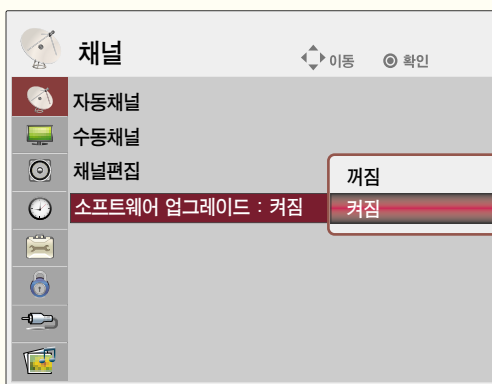 채널
이동 확인
자동채널
수동채널
채널편집
소프트웨어 업그레이드 : 켜짐
꺼짐
켜짐